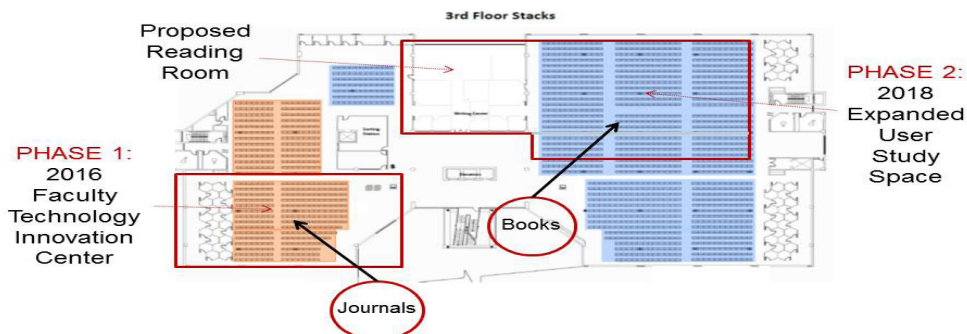 3rd Floor Stacks
Proposed
Reading
Room
Writing Center
PHASE 2:
2018
Expanded
User
Study
Space
PHASE 1:
2016
Faculty
Technology
Innovation
Center
Books
Journals